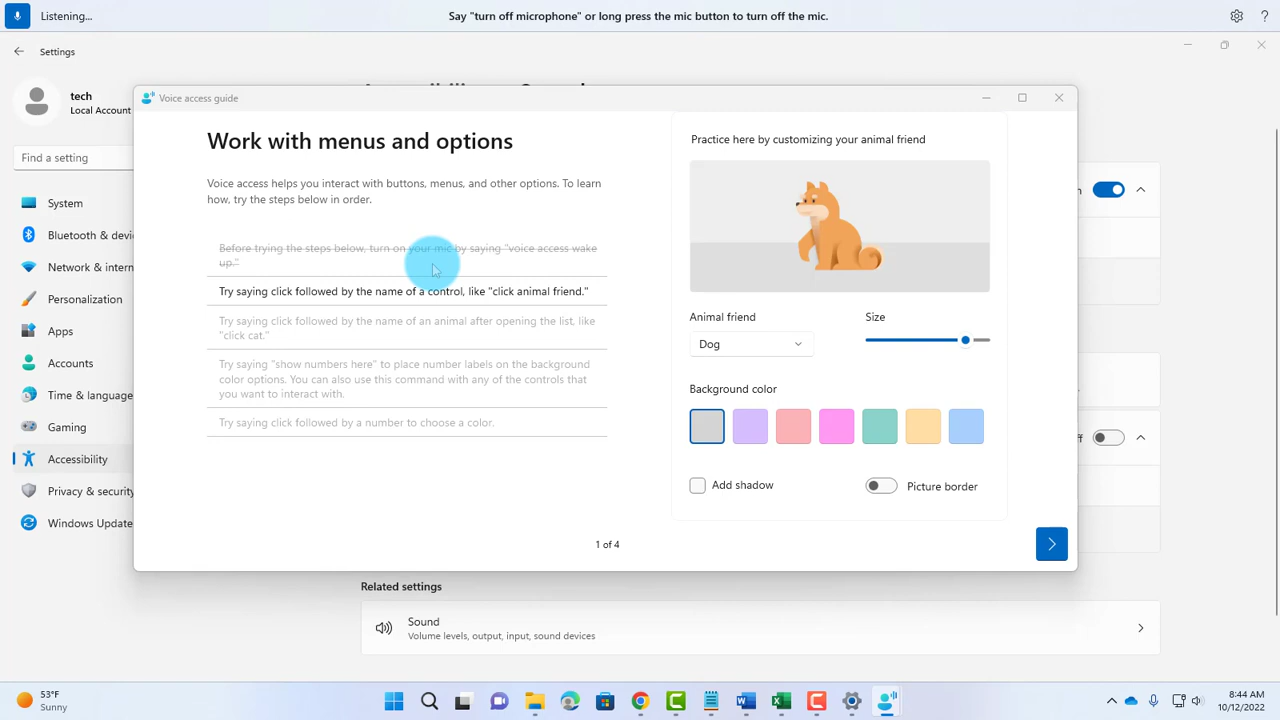 Listening...
Say "turn off microphone" or long press the mic button to turn off the mic.
Settings
tech
Local Account
Find a setting
System
Bluetooth & devi
Network & intern
Personalization
Apps
Accounts
Time & language
Gaming
Accessibility
Privacy & security
Windows Update
Voice access guide
Work with menus and options
Voice access helps you interact with buttons, menus, and other options. To learn
how, try the steps below in order.
Before trying the steps below, turn on your mic by saying "voice access wake
up."
Try saying click followed by the name of a control, like "click animal friend."
Try saying click followed by the name of an animal after opening the list, like
"click cat."
Try saying "show numbers here" to place number labels on the background
color options. You can also use this command with any of the controls that
you want to interact with.
Try saying click followed by a number to choose a color.
Practice here by customizing your animal friend
Animal friend
Size
Dog
Background color
Add shadow
Picture border
1 of 4
Related settings
Sound
Volume levels, output, input, sound devices
53°F
Sunny
8:44 AM
10/12/2022